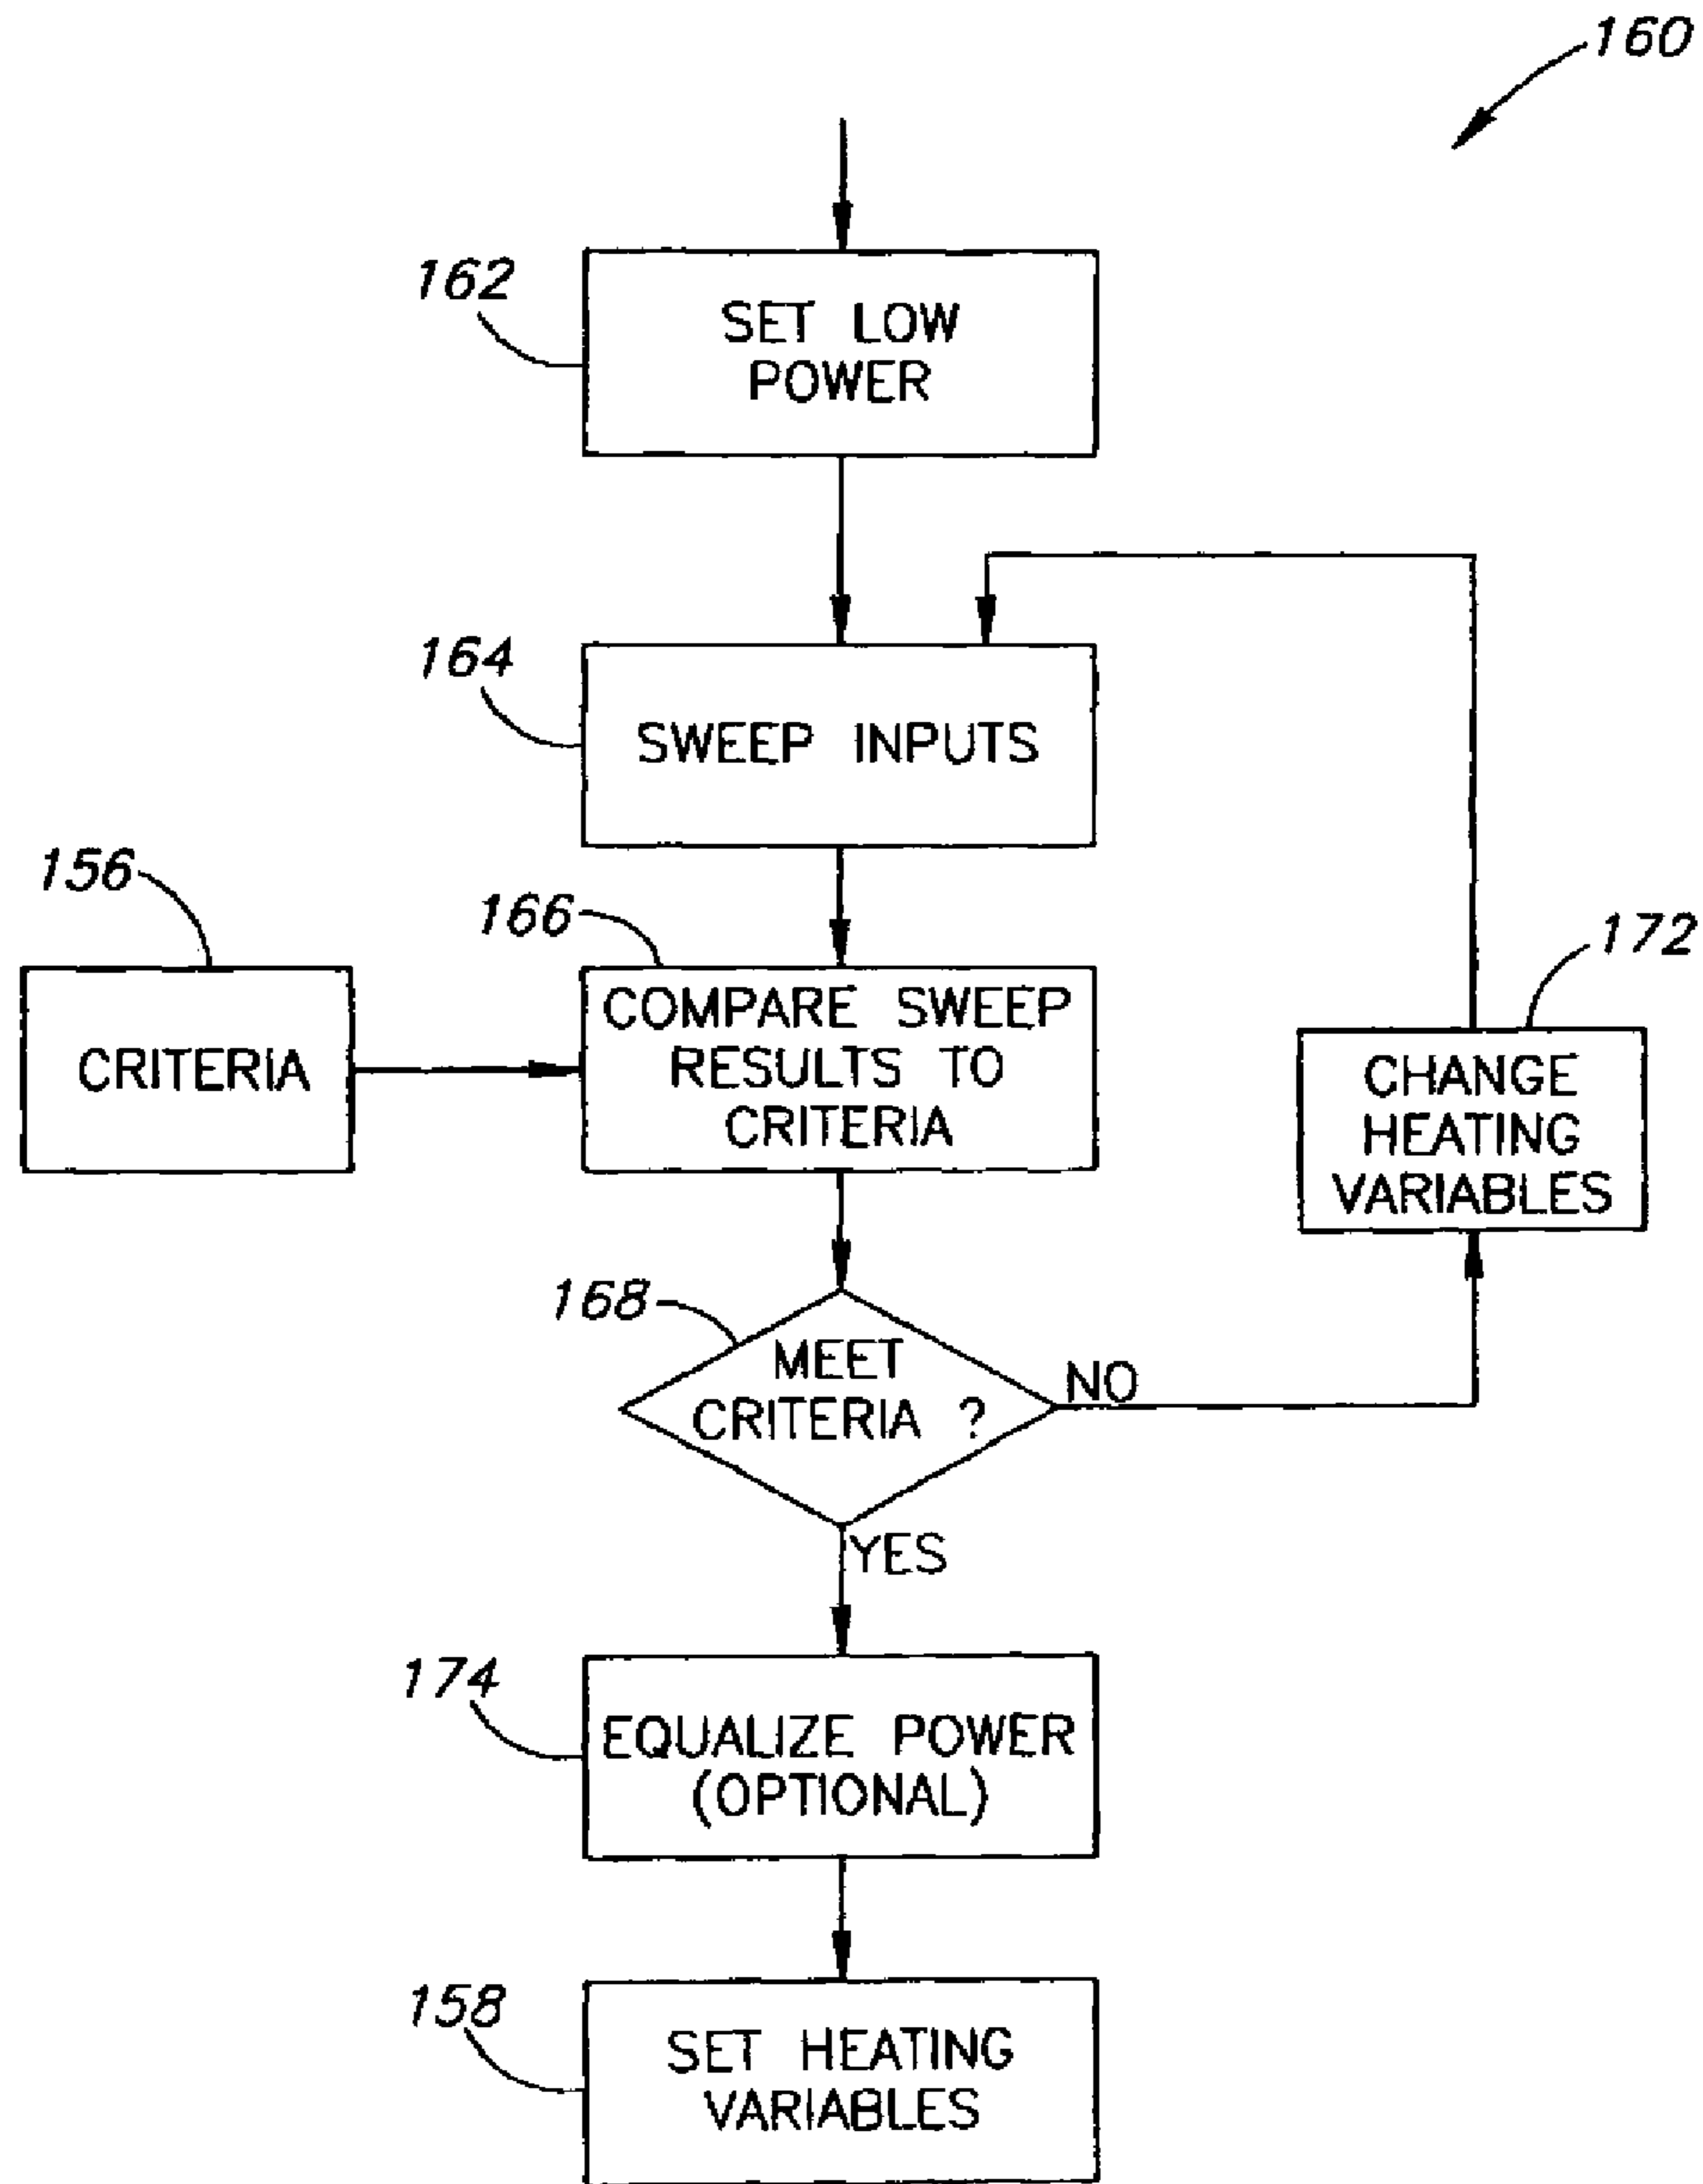 160
162
SET LOW
POWER
164
SWEEP INPUTS
156
CRITERIA
166
COMPARE SWEEP
RESULTS TO
CRITERIA
172
CHANGE
HEATING
VARIABLES
168
MEET
CRITERIA ?
NO
YES
174
EQUALIZE POWER
(OPTIONAL)
158
SET HEATING
VARIABLES